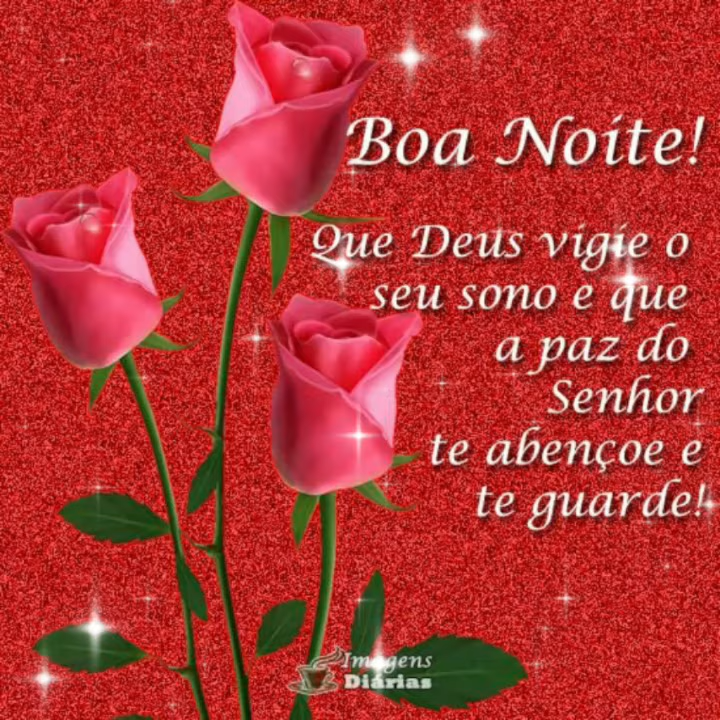 Boa Noite!
Que Deus vigie o
seu sono e que
a paz do
Senhor
te abençoe e
te guarde!
Imagens
Diárias